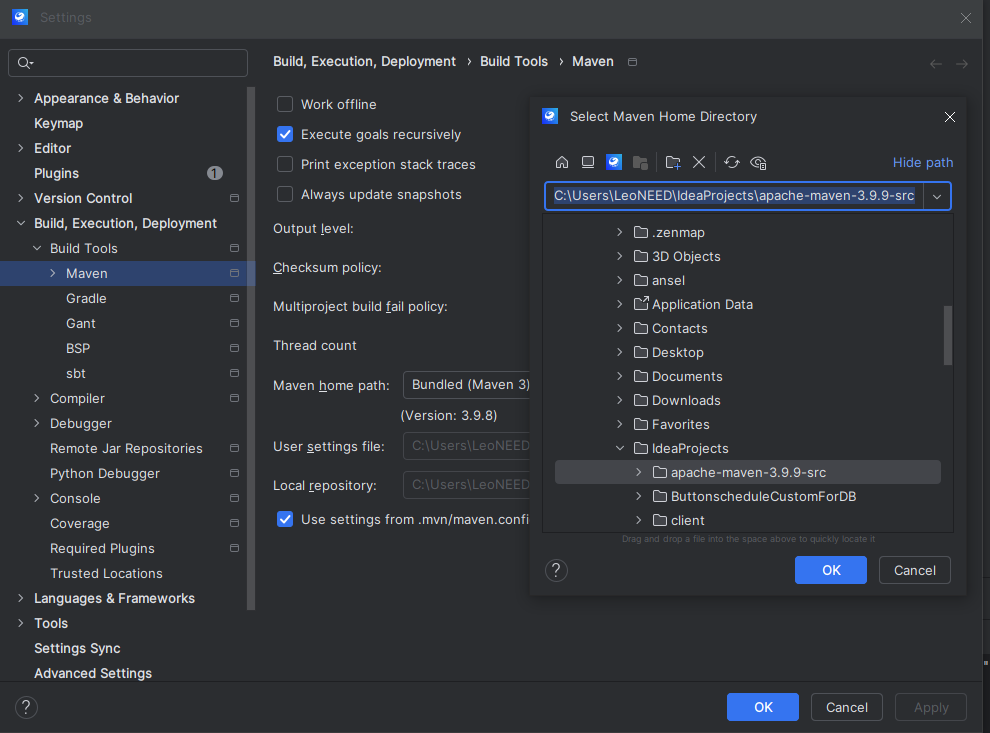 Settings
Build, Execution, Deployment › Build Tools › Maven
Appearance & Behavior
Keymap
Editor
Plugins 1
Version Control
Build, Execution, Deployment
Build Tools
Maven
Gradle
Gant
BSP
sbt
Compiler
Debugger
Remote Jar Repositories
Python Debugger
Console
Coverage
Required Plugins
Trusted Locations
Languages & Frameworks
Tools
Settings Sync
Advanced Settings
Work offline
Execute goals recursively
Print exception stack traces
Always update snapshots
Output level:
Checksum policy:
Multiproject build fail policy:
Thread count
Maven home path: Bundled (Maven 3)
(Version: 3.9.8)
User settings file: C:\Users\LeoNEED
Local repository: C:\Users\LeoNEED
Use settings from .mvn/maven.confi
Select Maven Home Directory
Hide path
C:\Users\LeoNEED\IdeaProjects\apache-maven-3.9.9-src
.zenmap
3D Objects
ansel
Application Data
Contacts
Desktop
Documents
Downloads
Favorites
IdeaProjects
apache-maven-3.9.9-src
ButtonscheduleCustomForDB
client
Drag and drop a file into the space above to quickly locate it
? OK Cancel
? OK Cancel Apply